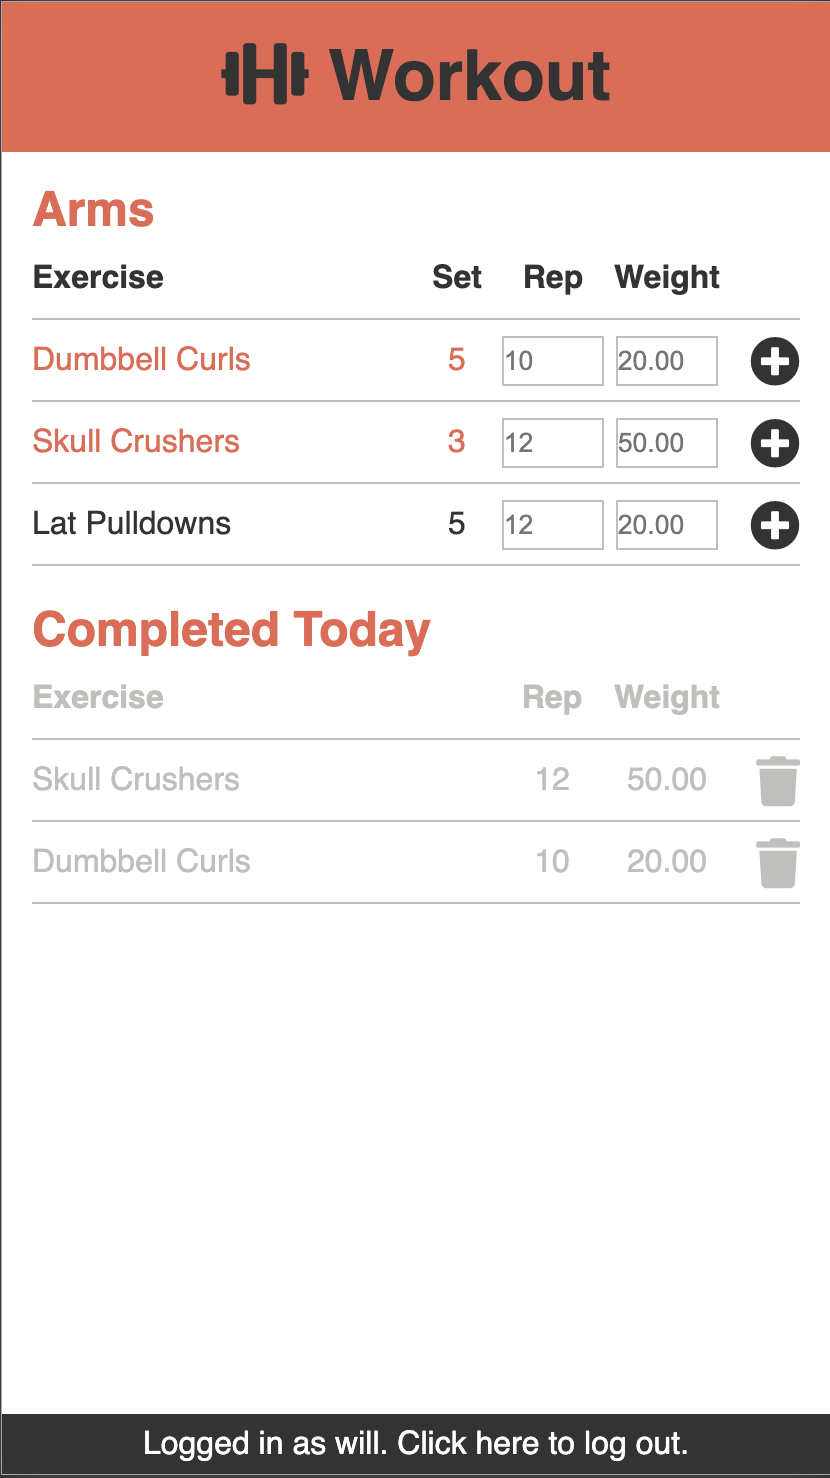 Workout
Arms
Exercise Set Rep Weight
Dumbbell Curls 5 10 20.00
Skull Crushers 3 12 50.00
Lat Pulldowns 5 12 20.00
Completed Today
Exercise Rep Weight
Skull Crushers 12 50.00
Dumbbell Curls 10 20.00
Logged in as will. Click here to log out.